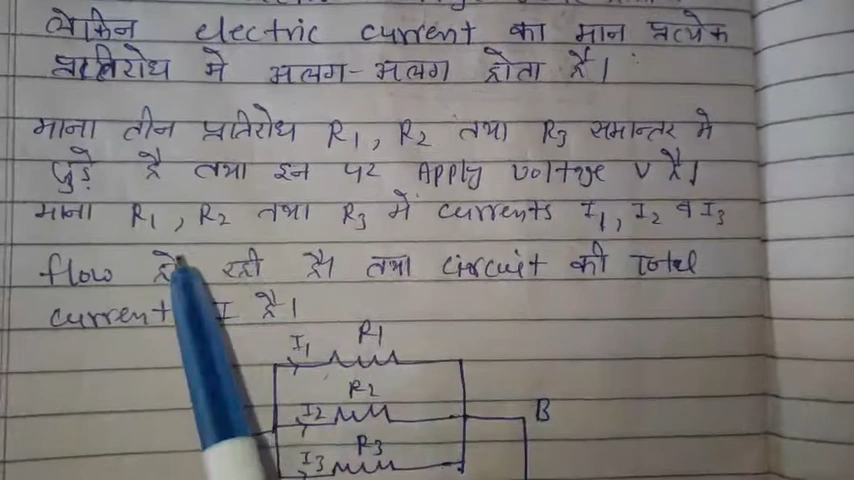 लेकिन electric current का मान प्रत्येक
प्रतिरोध में अलग-अलग होता है।
माना तीन प्रतिरोध R1, R2 तथा R3 समान्तर मे
जुड़े है तथा इन पर Apply voltage V है।
माना R1, R2 तथा R3 में currents I1, I2 व I3
flow हो रही है। तथा circuit की Total
current I है।
I1 R1
R2
I2
B
R3
I3